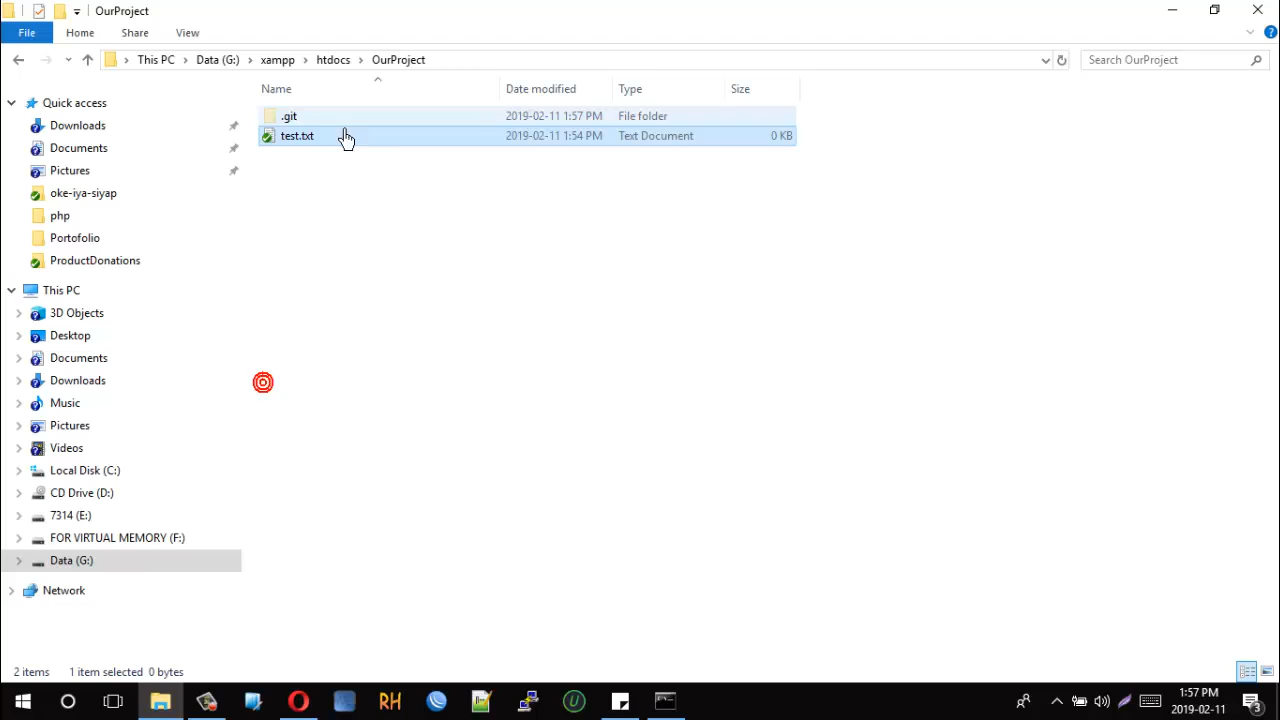 OurProject
File Home Share View
This PC Data (G:) xampp htdocs OurProject Search OurProject
Name Date modified Type Size
Quick access
.git 2019-02-11 1:57 PM File folder
Downloads test.txt 2019-02-11 1:54 PM Text Document 0 KB
Documents
Pictures
oke-iya-siyap
php
Portofolio
ProductDonations
This PC
3D Objects
Desktop
Documents
Downloads
Music
Pictures
Videos
Local Disk (C:)
CD Drive (D:)
7314 (E:)
FOR VIRTUAL MEMORY (F:)
Data (G:)
Network
2 items 1 item selected 0 bytes
RH U 1:57 PM
2019-02-11 3